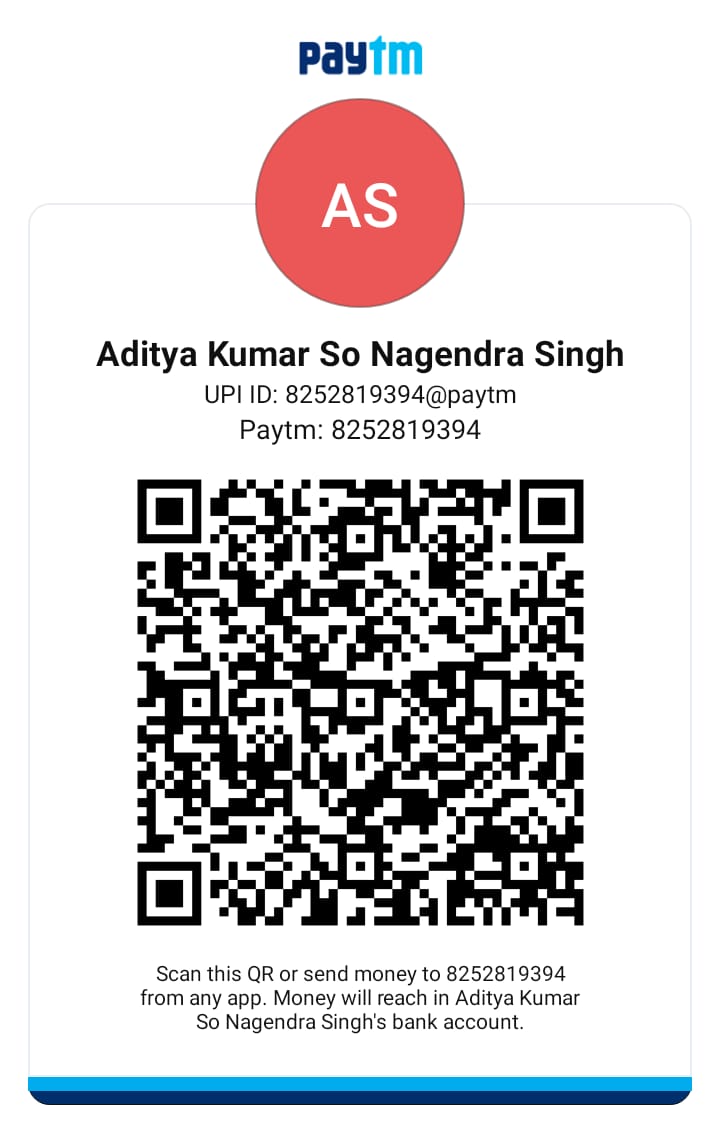 paytm
AS
Aditya Kumar So Nagendra Singh
UPI ID: 8252819394@paytm
Paytm: 8252819394
Scan this QR or send money to 8252819394
from any app. Money will reach in Aditya Kumar
So Nagendra Singh's bank account.